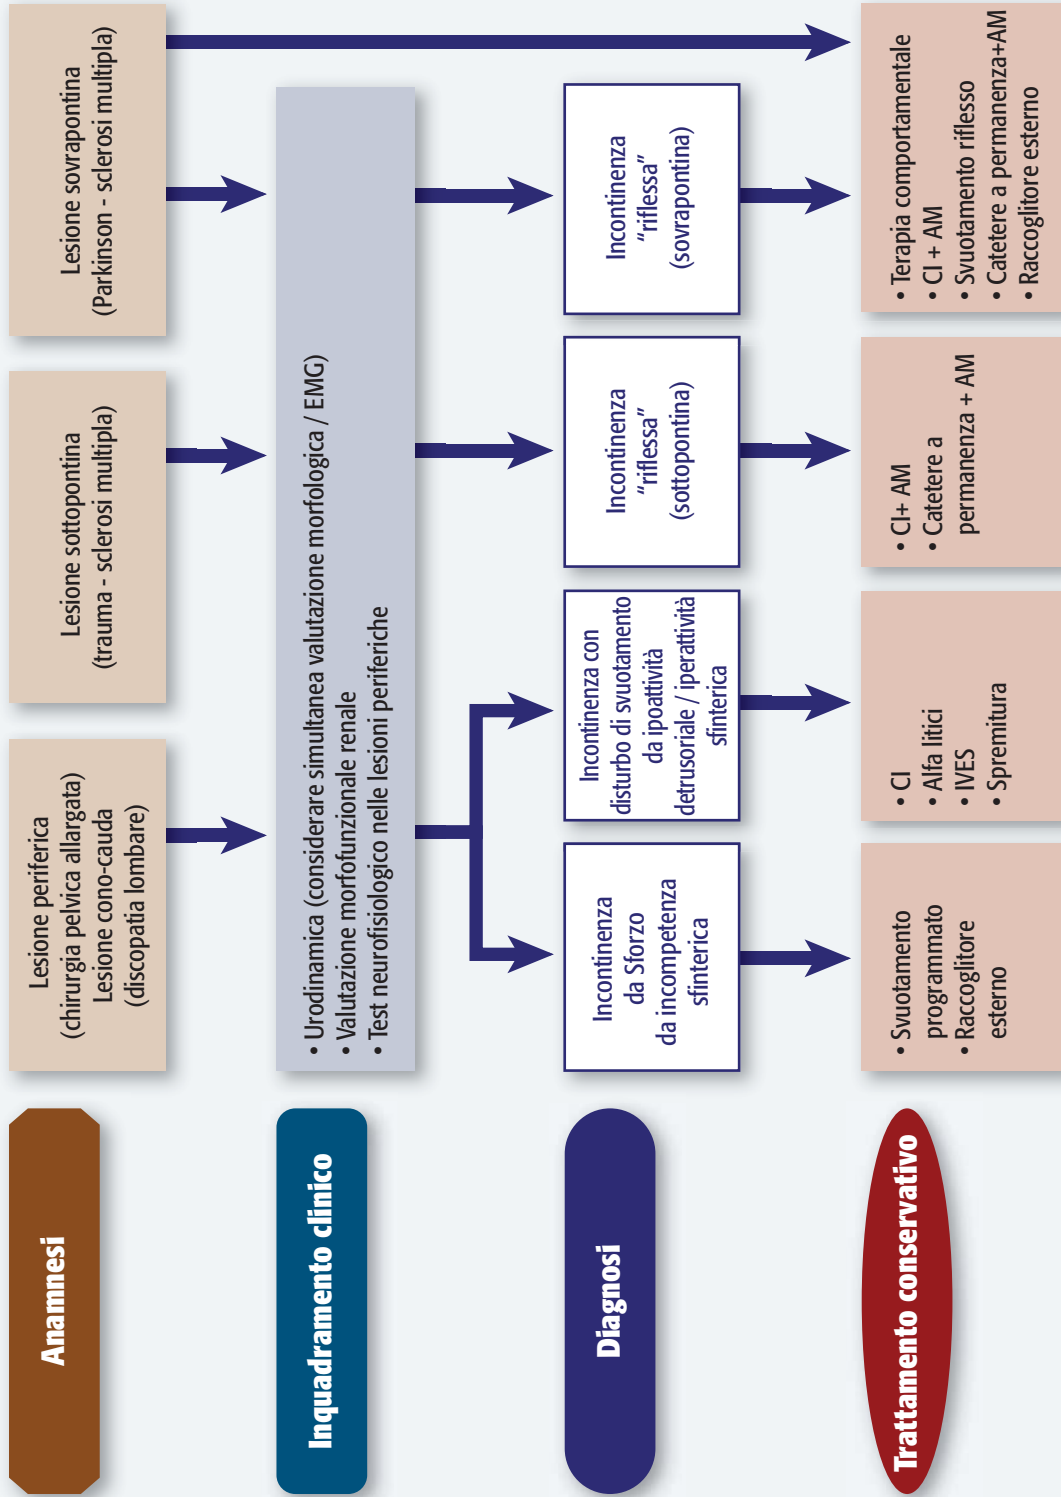 Anamnesi
Lesione periferica
(chirurgia pelvica allargata)
Lesione cono-cauda
(discopatia lombare)
Lesione sottopontina
(trauma - sclerosi multipla)
Lesione sovrapontina
(Parkinson - sclerosi multipla)
Inquadramento clinico
• Urodinamica (considerare simultanea valutazione morfologica / EMG)
• Valutazione morfofunzionale renale
• Test neurofisiologico nelle lesioni periferiche
Diagnosi
Incontinenza
da Sforzo
da incompetenza
sfinterica
Incontinenza con
disturbo di svuotamento
da ipoattività
detrusoriale / iperattività
sfinterica
Incontinenza
“riflessa”
(sottopontina)
Incontinenza
“riflessa”
(sovrapontina)
Trattamento conservativo
• Svuotamento
programmato
• Raccoglitore
esterno
• CI
• Alfa litici
• IVES
• Spremitura
• CI+ AM
• Catetere a
permanenza + AM
• Terapia comportamentale
• CI + AM
• Svuotamento riflesso
• Catetere a permanenza+AM
• Raccoglitore esterno